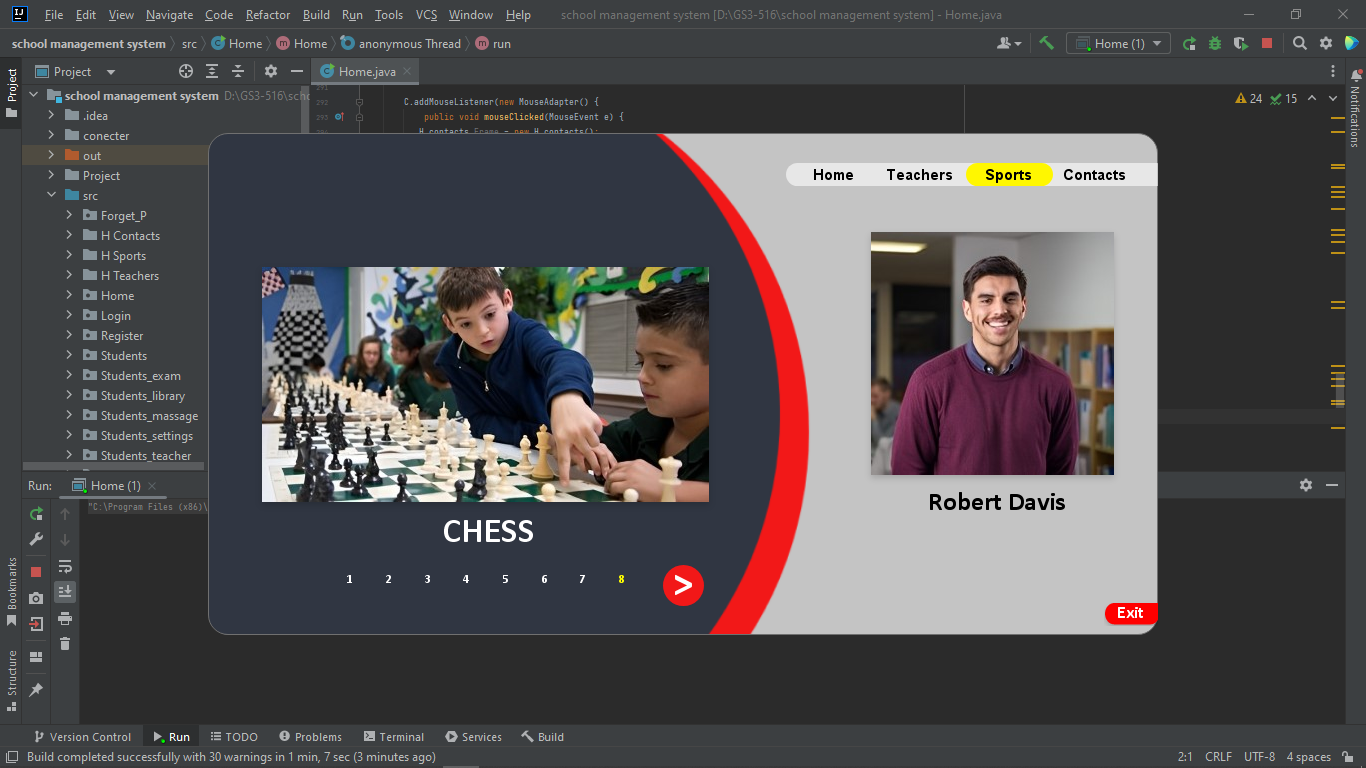 File Edit View Navigate Code Refactor Build Run Tools VCS Window Help school management system [D:\GS3-516\school management system] - Home.java
school management system src Home Home anonymous Thread run Home (1)
Project Project Home.java
school management system D:\GS3-516\scho
.idea
conecter
out
Project
src
Forget_P
H Contacts
H Sports
H Teachers
Home
Login
Register
Students
Students_exam
Students_library
Students_massage
Students_settings
Students_teacher
291
292 C.addMouseListener(new MouseAdapter() {
293 public void mouseClicked(MouseEvent e) {
24 15
Notifications
Home Teachers Sports Contacts
Robert Davis
CHESS
1 2 3 4 5 6 7 8
>
Exit
Run: Home (1)
"C:\Program Files (x86)\
Bookmarks
Structure
Version Control Run TODO Problems Terminal Services Build
Build completed successfully with 30 warnings in 1 min, 7 sec (3 minutes ago) 2:1 CRLF UTF-8 4 spaces